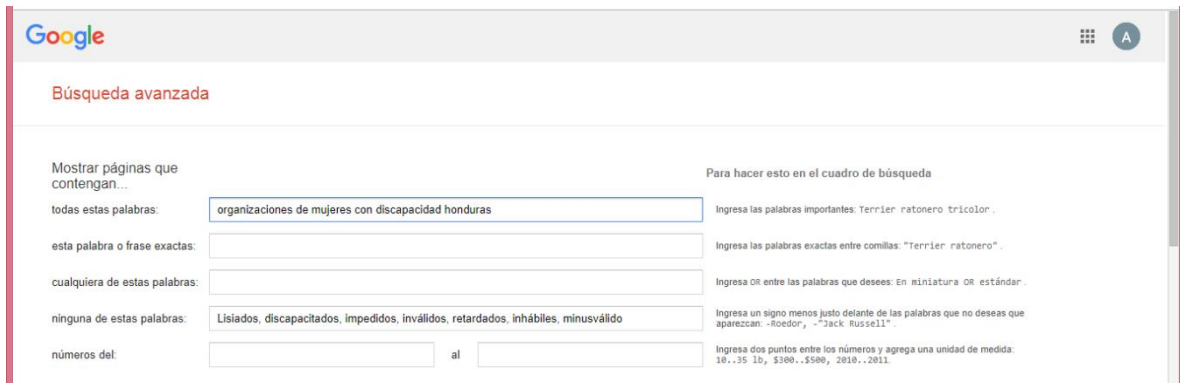 Google
A
Búsqueda avanzada
Mostrar páginas que
contengan...
Para hacer esto en el cuadro de búsqueda
todas estas palabras:
organizaciones de mujeres con discapacidad honduras
Ingresa las palabras importantes: Terrier ratonero tricolor .
esta palabra o frase exactas:
Ingresa las palabras exactas entre comillas: "Terrier ratonero" .
cualquiera de estas palabras:
Ingresa OR entre las palabras que desees: En miniatura OR estándar .
ninguna de estas palabras:
Lisiados, discapacitados, impedidos, inválidos, retardados, inhábiles, minusválido
Ingresa un signo menos justo delante de las palabras que no deseas que
aparezcan: -Roedor, -"Jack Russell" .
números del:
al
Ingresa dos puntos entre los números y agrega una unidad de medida:
10..35 lb, $300..$500, 2010..2011.